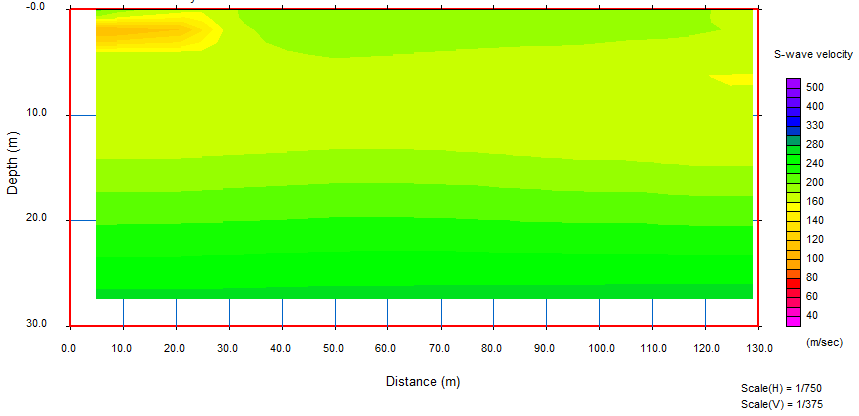 -0.0
10.0
20.0
30.0
Depth (m)
0.0 10.0 20.0 30.0 40.0 50.0 60.0 70.0 80.0 90.0 100.0 110.0 120.0 130.0
Distance (m)
S-wave velocity
500
400
330
280
240
200
160
140
120
100
80
60
40
(m/sec)
Scale(H) = 1/750
Scale(V) = 1/375